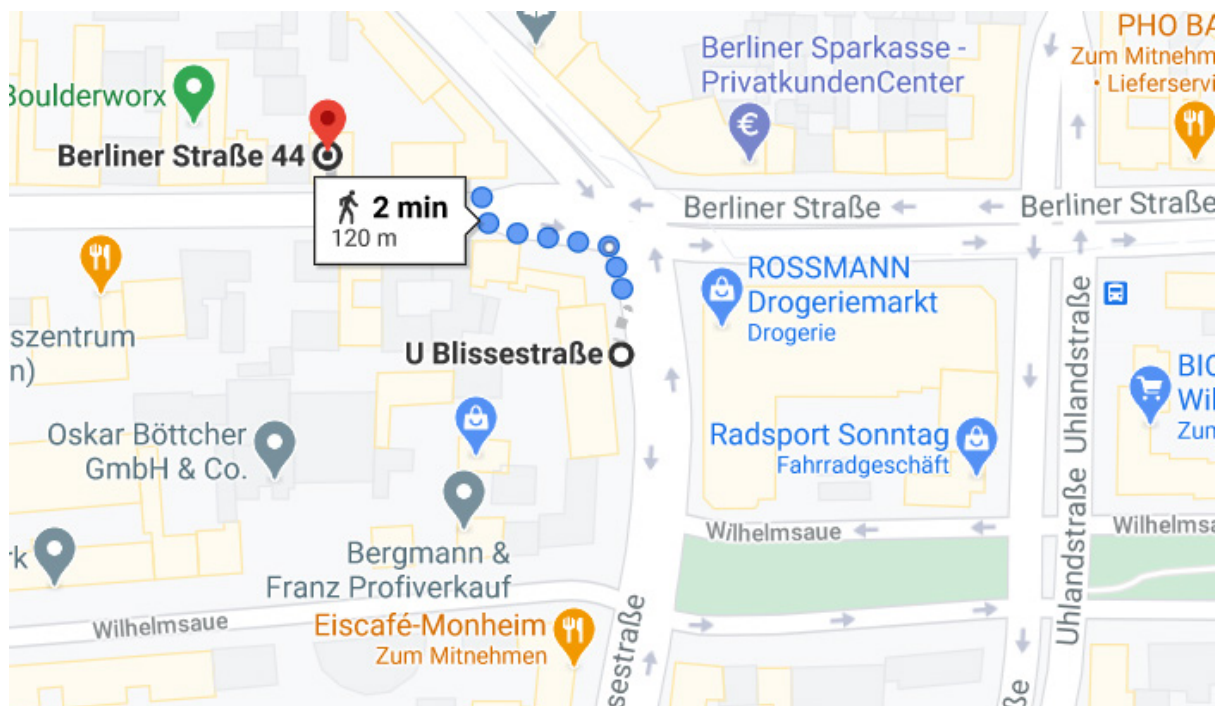 PHO BA
Zum Mitnehm
• Lieferservi
Berliner Sparkasse -
PrivatkundenCenter
€
Boulderworx
Berliner Straße 44
2 min
120 m
Berliner Straße
Berliner Straße
ROSSMANN
Drogeriemarkt
Drogerie
szentrum
n)
U Blissestraße
Uhlandstraße
Uhlandstraße
BIO
Wil
Zun
Oskar Böttcher
GmbH & Co.
Radsport Sonntag
Fahrradgeschäft
Wilhelmsaue
Wilhelmsa
rk
Bergmann &
Franz Profiverkauf
Wilhelmsaue
Eiscafé-Monheim
Zum Mitnehmen
sestraße
ße